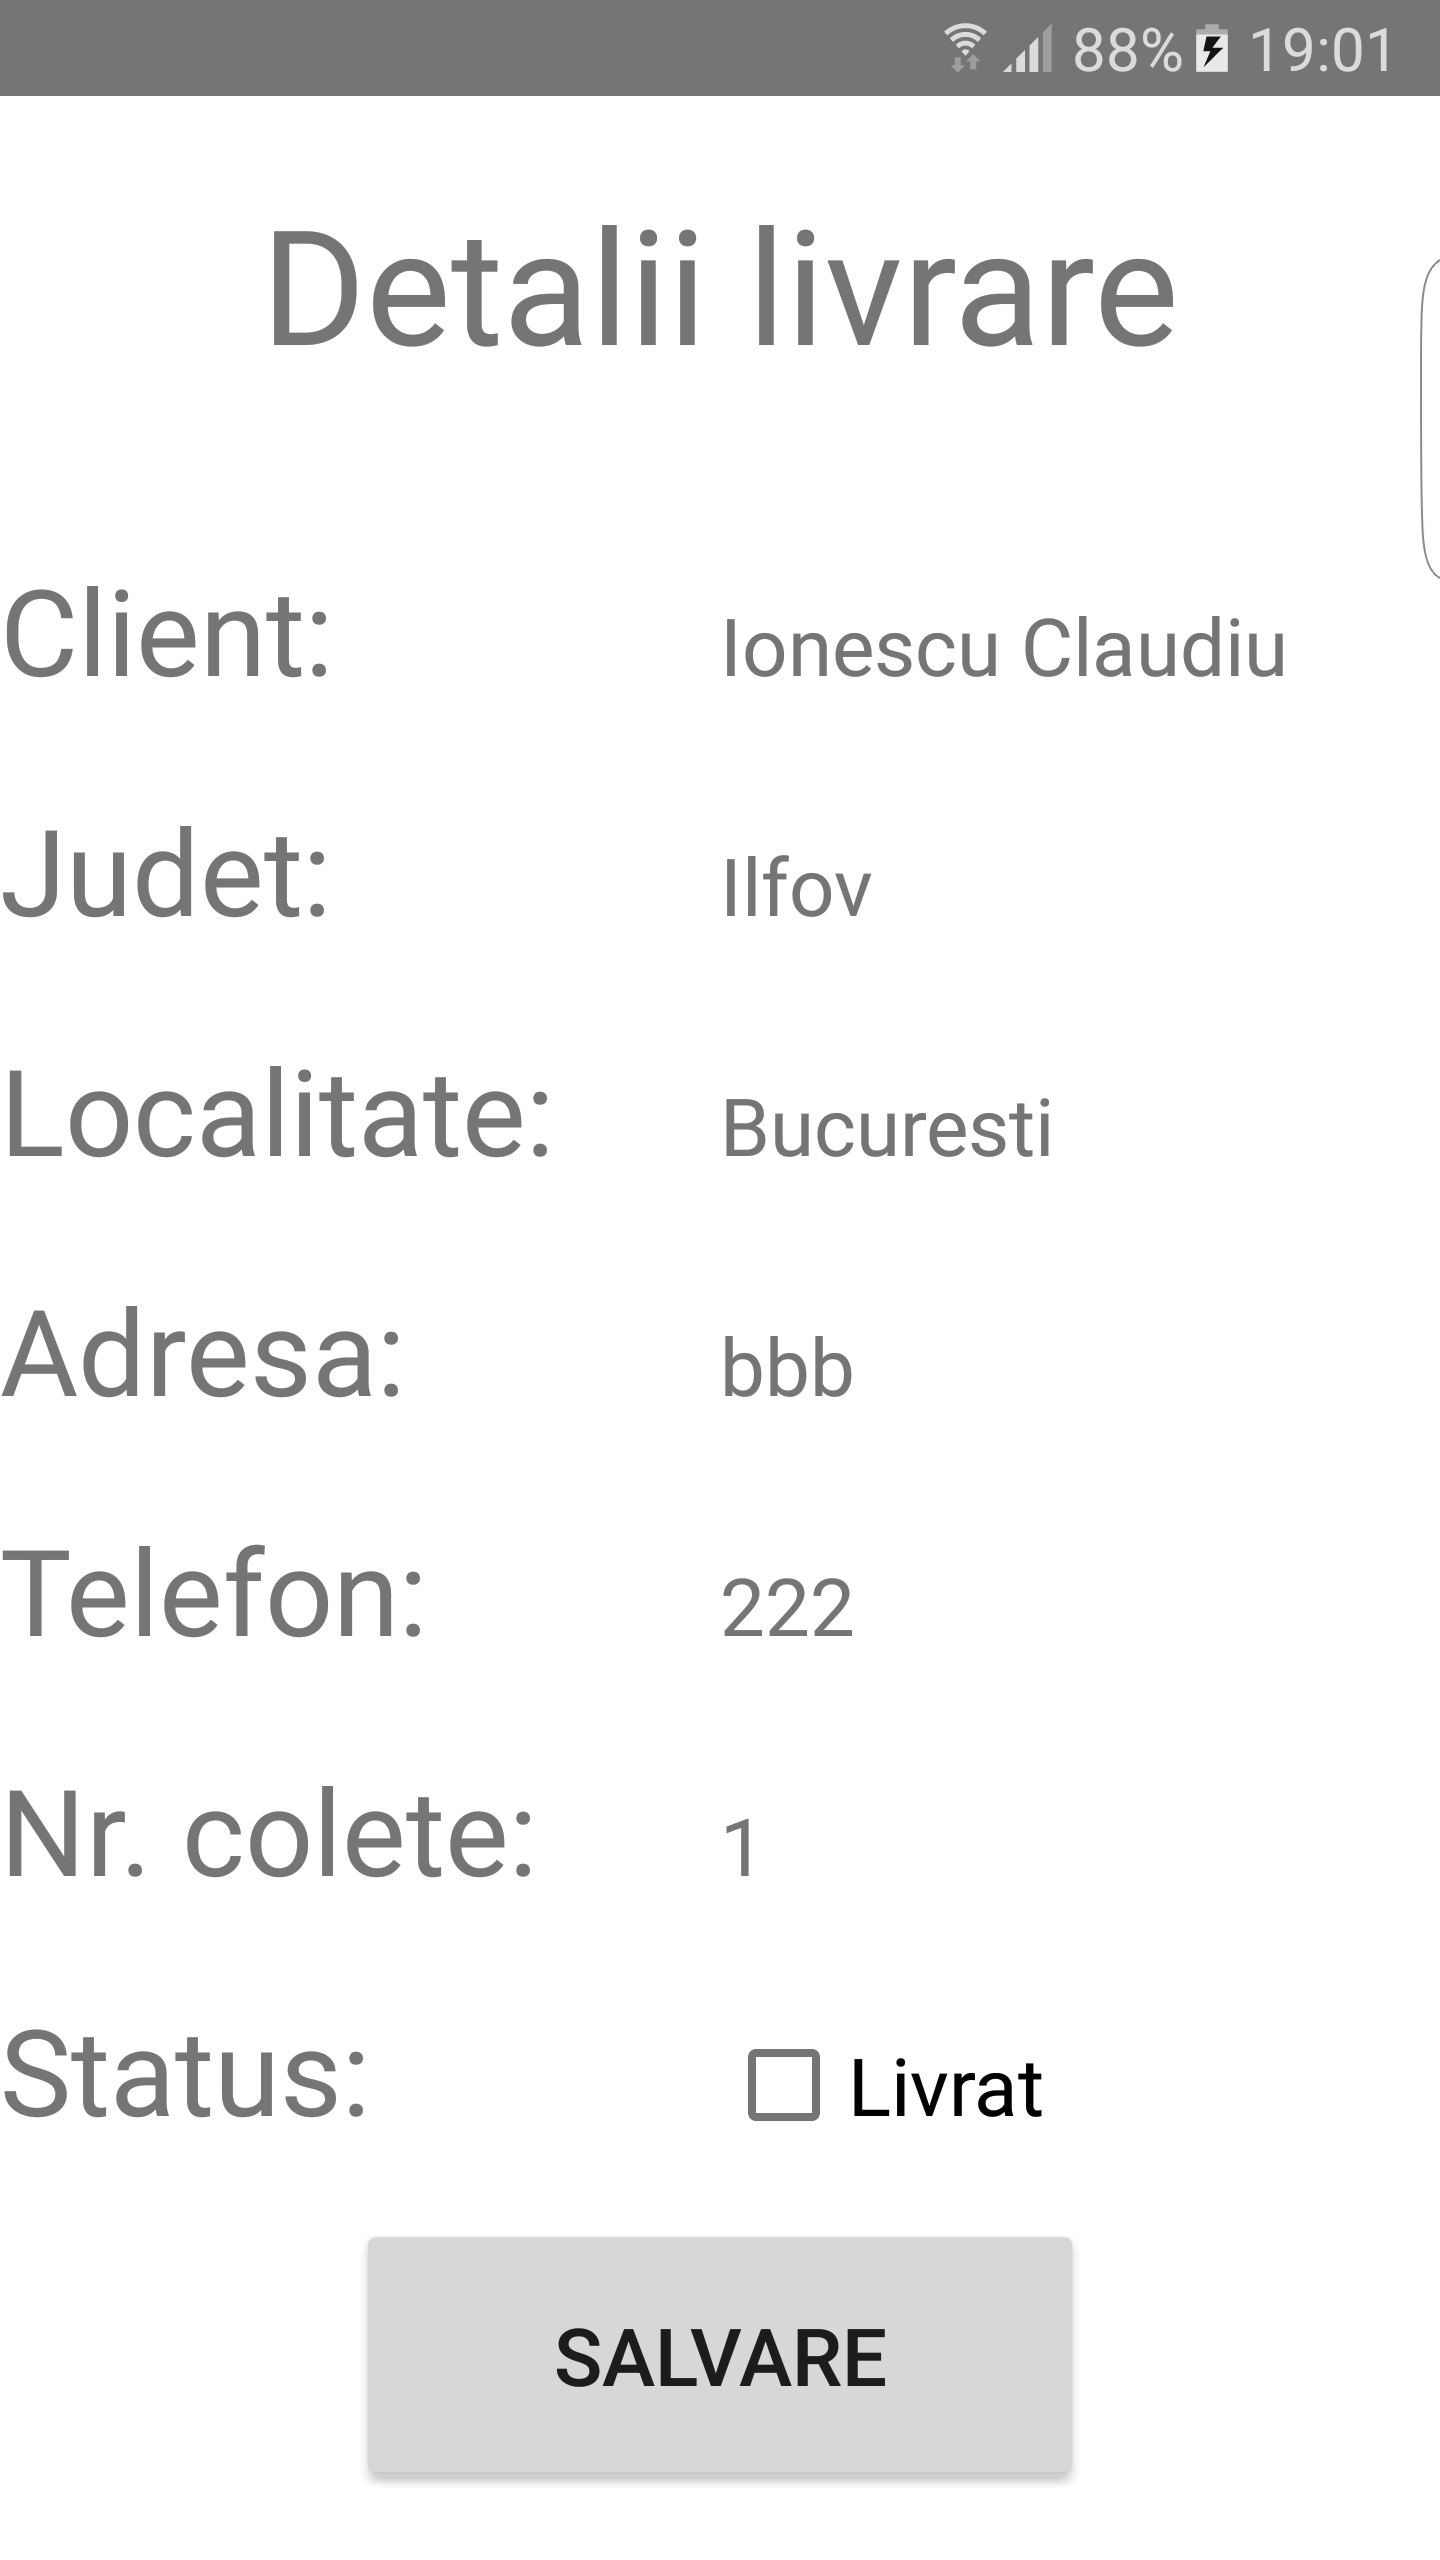 88% 19:01
Detalii livrare
Client: Ionescu Claudiu
Judet: Ilfov
Localitate: Bucuresti
Adresa: bbb
Telefon: 222
Nr. colete: 1
Status: Livrat
SALVARE